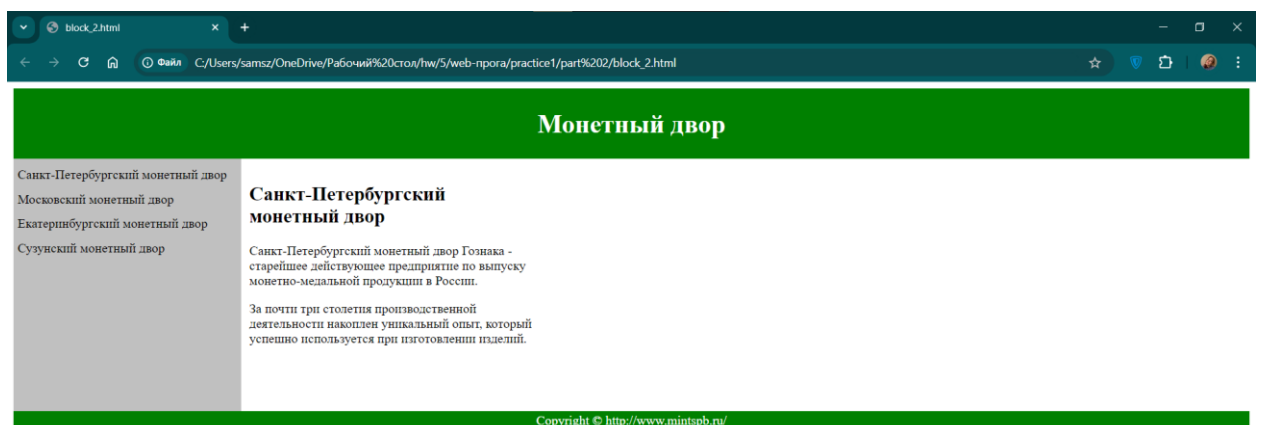 block_2.html
Файл C:/Users/samsz/OneDrive/Рабочий%20стол/hw/5/web-прога/practice1/part%202/block_2.html
Монетный двор
Санкт-Петербургский монетный двор
Московский монетный двор
Екатеринбургский монетный двор
Сузунский монетный двор
Санкт-Петербургский
монетный двор
Санкт-Петербургский монетный двор Гознака -
старейшее действующее предприятие по выпуску
монетно-медальной продукции в России.
За почти три столетия производственной
деятельности накоплен уникальный опыт, который
успешно используется при изготовлении изделий.
Copyright © http://www.mintspb.ru/